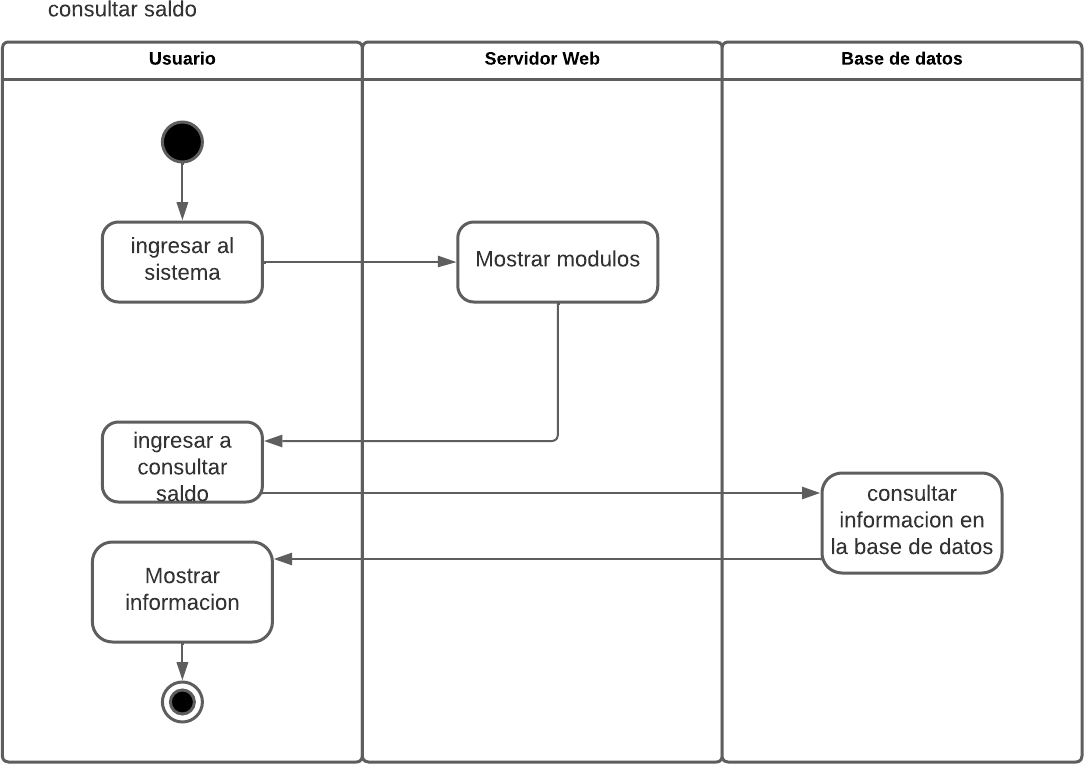 consultar saldo
Usuario
Servidor Web
Base de datos
ingresar al
sistema
Mostrar modulos
ingresar a
consultar
saldo
consultar
informacion en
la base de datos
Mostrar
informacion